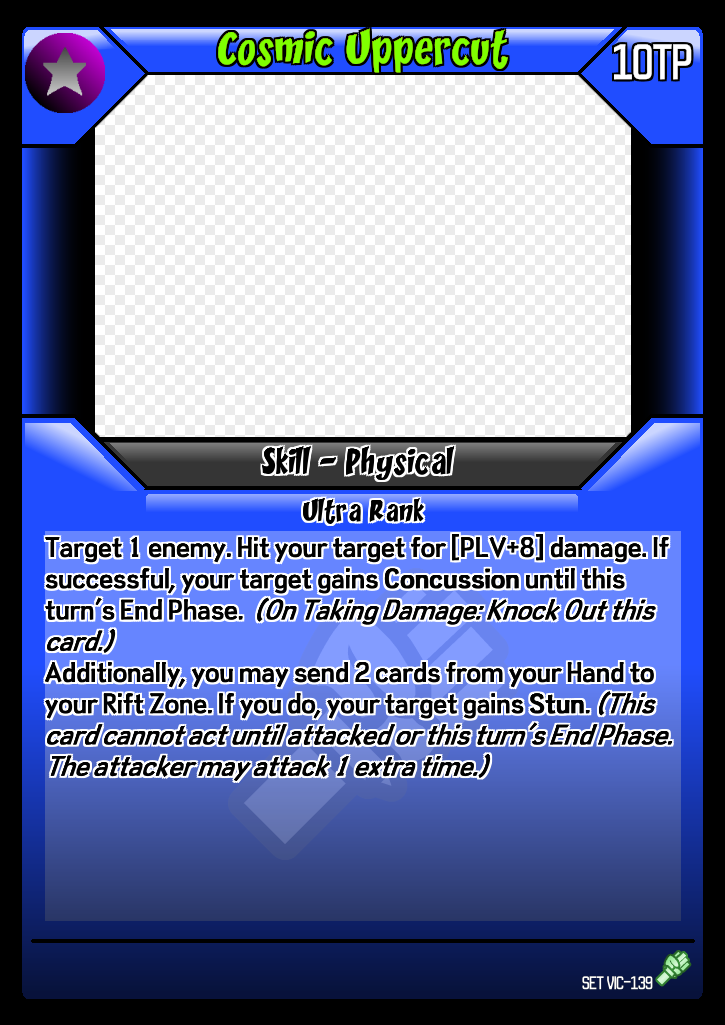 Cosmic Uppercut
10TP
Skill - Physical
Ultra Rank
Target 1 enemy. Hit your target for [PLV+8] damage. If
successful, your target gains Concussion until this
turn's End Phase. (On Taking Damage: Knock Out this
card.)
Additionally, you may send 2 cards from your Hand to
your Rift Zone. If you do, your target gains Stun. (This
card cannot act until attacked or this turn's End Phase.
The attacker may attack 1 extra time.)
SET VIC-139